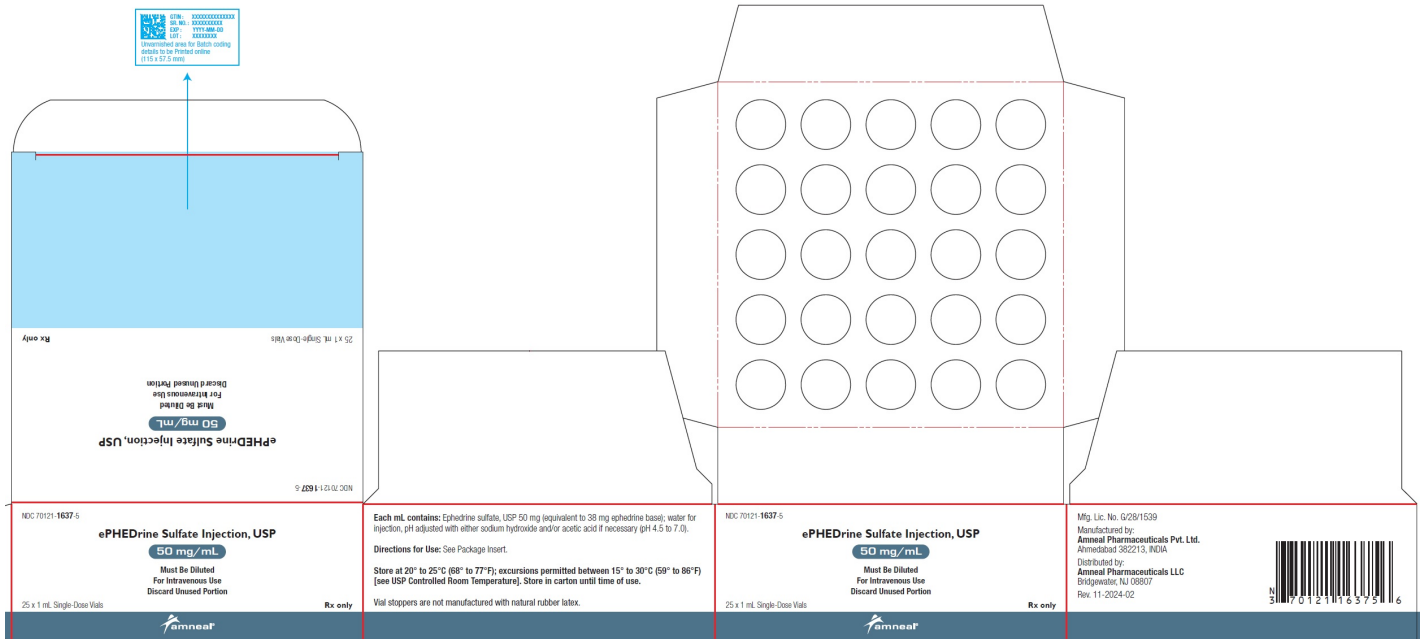 GTIN: XXXXXXXXXXXXXX
SR. NO.: XXXXXXXXXX
EXP: YYYY-MM-DD
LOT: XXXXXXXX
Unvarnished area for Batch coding
details to be Printed online
(115 x 57.5 mm)
NDC 70121-1637-5
ePHEDrine Sulfate Injection, USP
50 mg/mL
Must Be Diluted
For Intravenous Use
Discard Unused Portion
25 x 1 mL Single-Dose Vials
Rx only
NDC 70121-1637-5
ePHEDrine Sulfate Injection, USP
50 mg/mL
Must Be Diluted
For Intravenous Use
Discard Unused Portion
25 x 1 mL Single-Dose Vials
Rx only
amneal
Each mL contains: Ephedrine sulfate, USP 50 mg (equivalent to 38 mg ephedrine base); water for
injection, pH adjusted with either sodium hydroxide and/or acetic acid if necessary (pH 4.5 to 7.0).
Directions for Use: See Package Insert.
Store at 20° to 25°C (68° to 77°F); excursions permitted between 15° to 30°C (59° to 86°F)
[see USP Controlled Room Temperature]. Store in carton until time of use.
Vial stoppers are not manufactured with natural rubber latex.
NDC 70121-1637-5
ePHEDrine Sulfate Injection, USP
50 mg/mL
Must Be Diluted
For Intravenous Use
Discard Unused Portion
25 x 1 mL Single-Dose Vials
Rx only
amneal
Mfg. Lic. No. G/28/1539
Manufactured by:
Amneal Pharmaceuticals Pvt. Ltd.
Ahmedabad 382213, INDIA
Distributed by:
Amneal Pharmaceuticals LLC
Bridgewater, NJ 08807
Rev. 11-2024-02
N
3 70121 16375 6